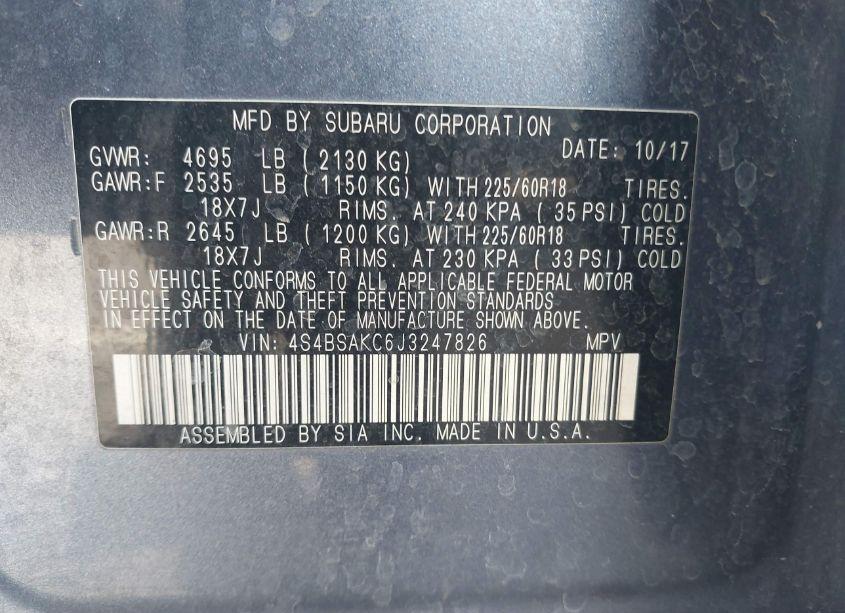 MFD BY SUBARU CORPORATION
DATE: 10/17
GVWR: 4695 LB (2130 KG)
GAWR:F 2535 LB (1150 KG) WITH 225/60R18 TIRES.
18X7J RIMS. AT 240 KPA ( 35 PSI) COLD
GAWR:R 2645 LB ( 1200 KG) WITH 225/60R18 TIRES.
18X7J RIMS. AT 230 KPA ( 33 PSI) COLD
THIS VEHICLE CONFORMS TO ALL APPLICABLE FEDERAL MOTOR
VEHICLE SAFETY AND THEFT PREVENTION STANDARDS
IN EFFECT ON THE DATE OF MANUFACTURE SHOWN ABOVE.
VIN: 4S4BSAKC6J3247826 MPV
ASSEMBLED BY SIA INC. MADE IN U.S.A.